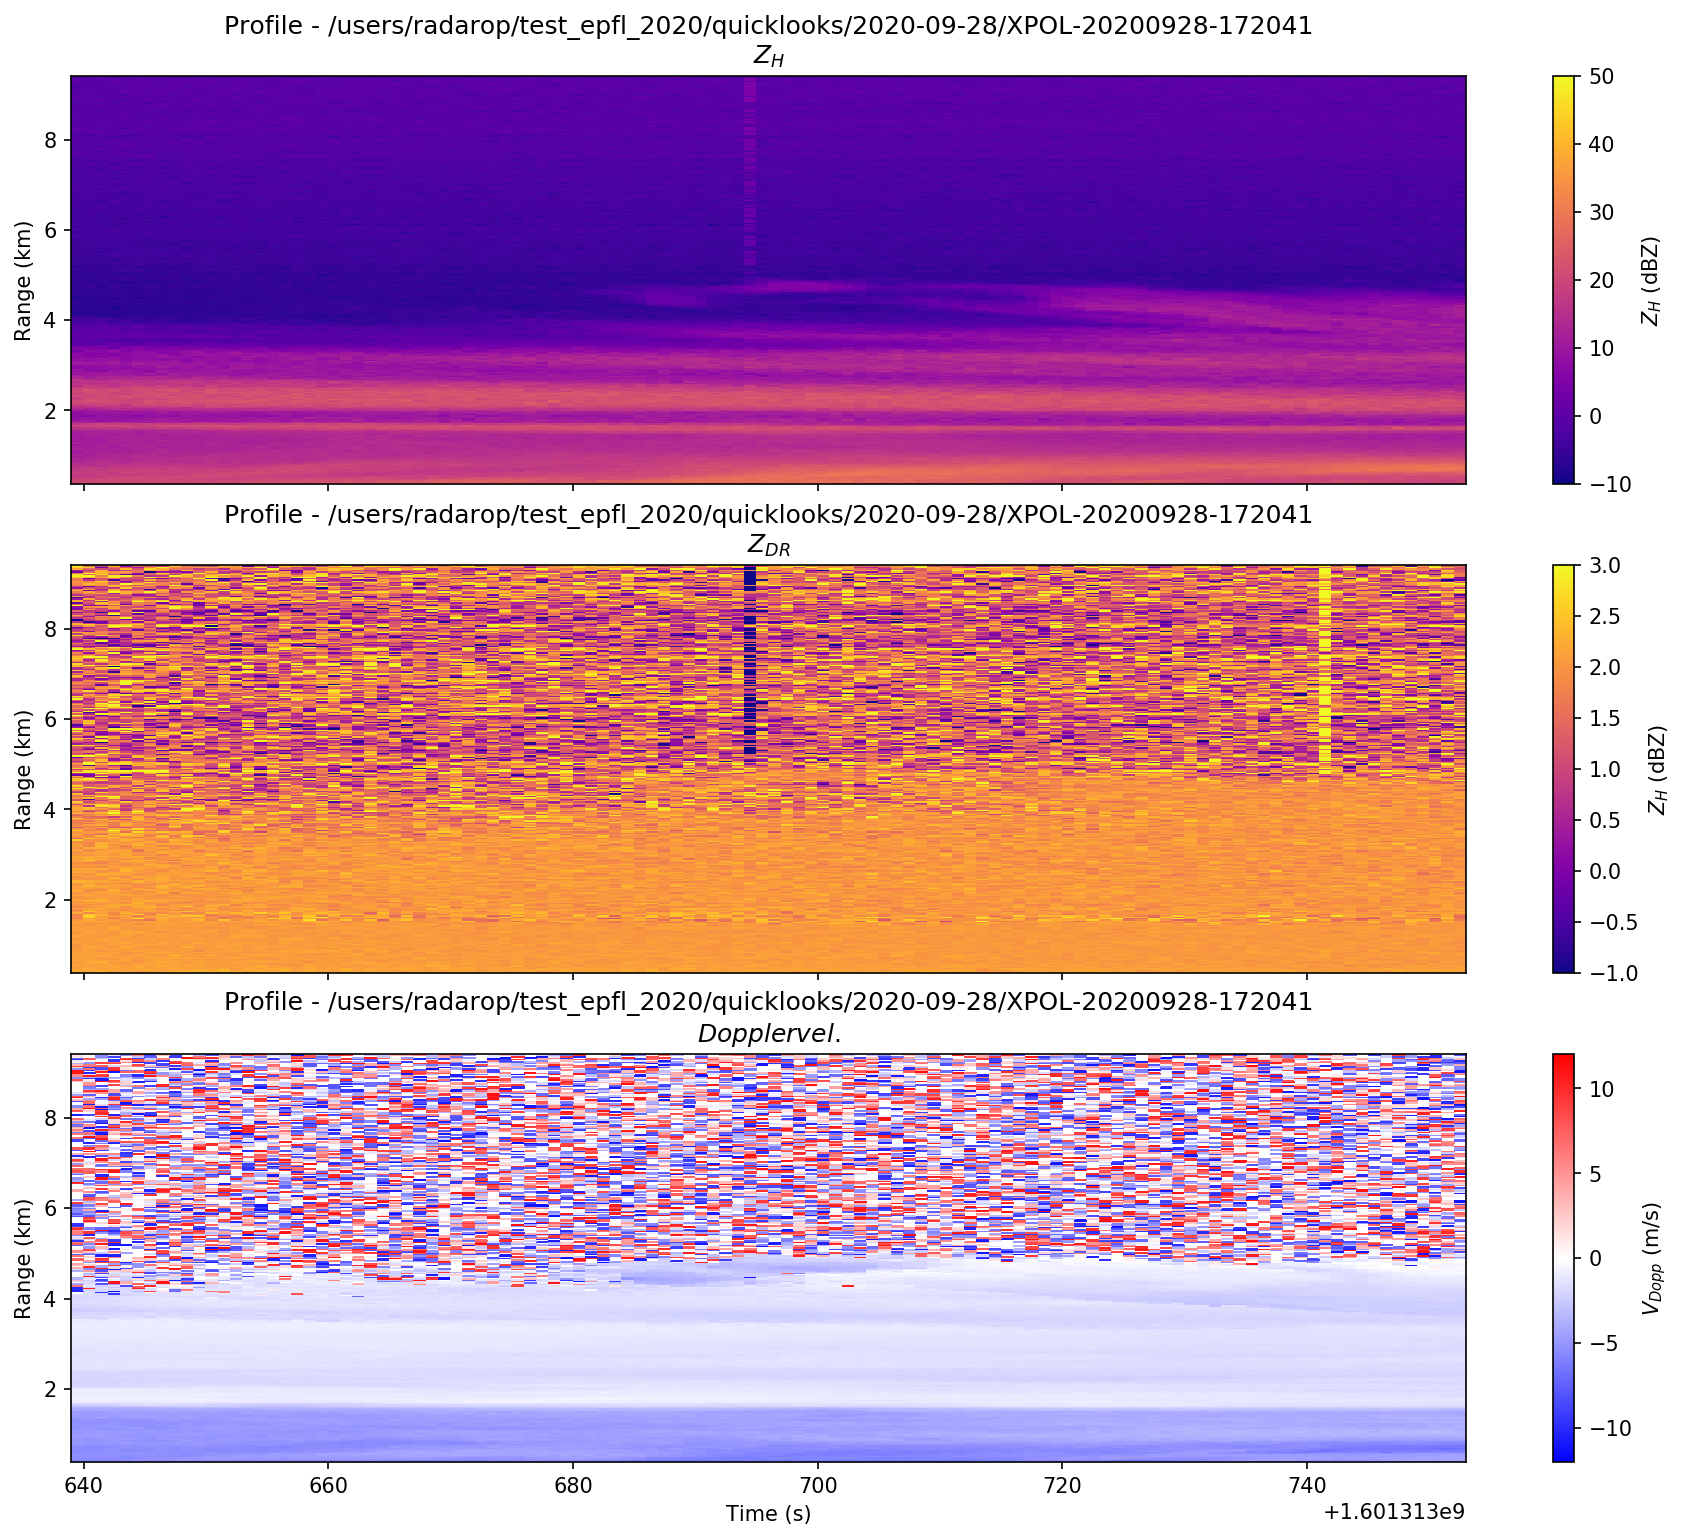 Profile - /users/radarop/test_epfl_2020/quicklooks/2020-09-28/XPOL-20200928-172041
Z_H
Range (km)
8
6
4
2
50
40
30
20
10
0
−10
Z_H (dBZ)
Profile - /users/radarop/test_epfl_2020/quicklooks/2020-09-28/XPOL-20200928-172041
Z_DR
Range (km)
8
6
4
2
3.0
2.5
2.0
1.5
1.0
0.5
0.0
−0.5
−1.0
Z_H (dBZ)
Profile - /users/radarop/test_epfl_2020/quicklooks/2020-09-28/XPOL-20200928-172041
Dopplervel.
Range (km)
8
6
4
2
10
5
0
−5
−10
V_Dopp (m/s)
640 660 680 700 720 740
Time (s)
+1.601313e9